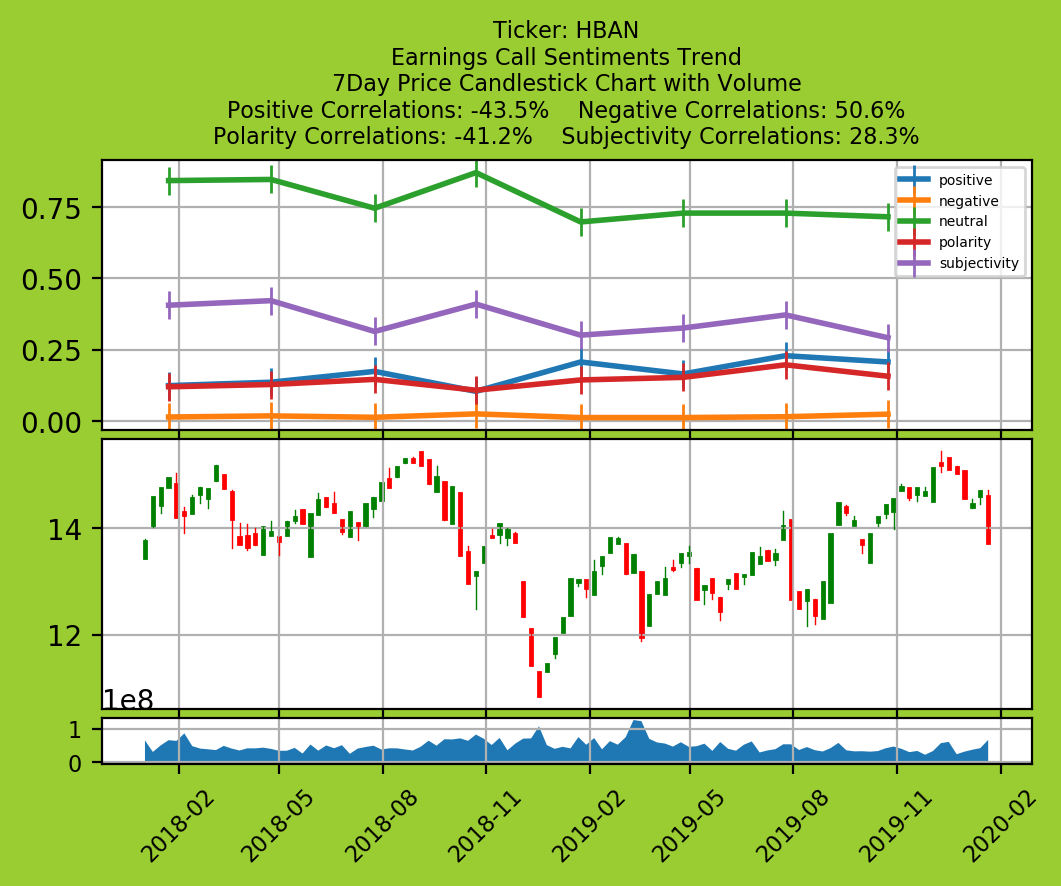 Ticker: HBAN
Earnings Call Sentiments Trend
7Day Price Candlestick Chart with Volume
Positive Correlations: -43.5%    Negative Correlations: 50.6%
Polarity Correlations: -41.2%    Subjectivity Correlations: 28.3%
0.75
0.50
0.25
0.00
positive
negative
neutral
polarity
subjectivity
14
12
1e8
1
0
2018-02
2018-05
2018-08
2018-11
2019-02
2019-05
2019-08
2019-11
2020-02